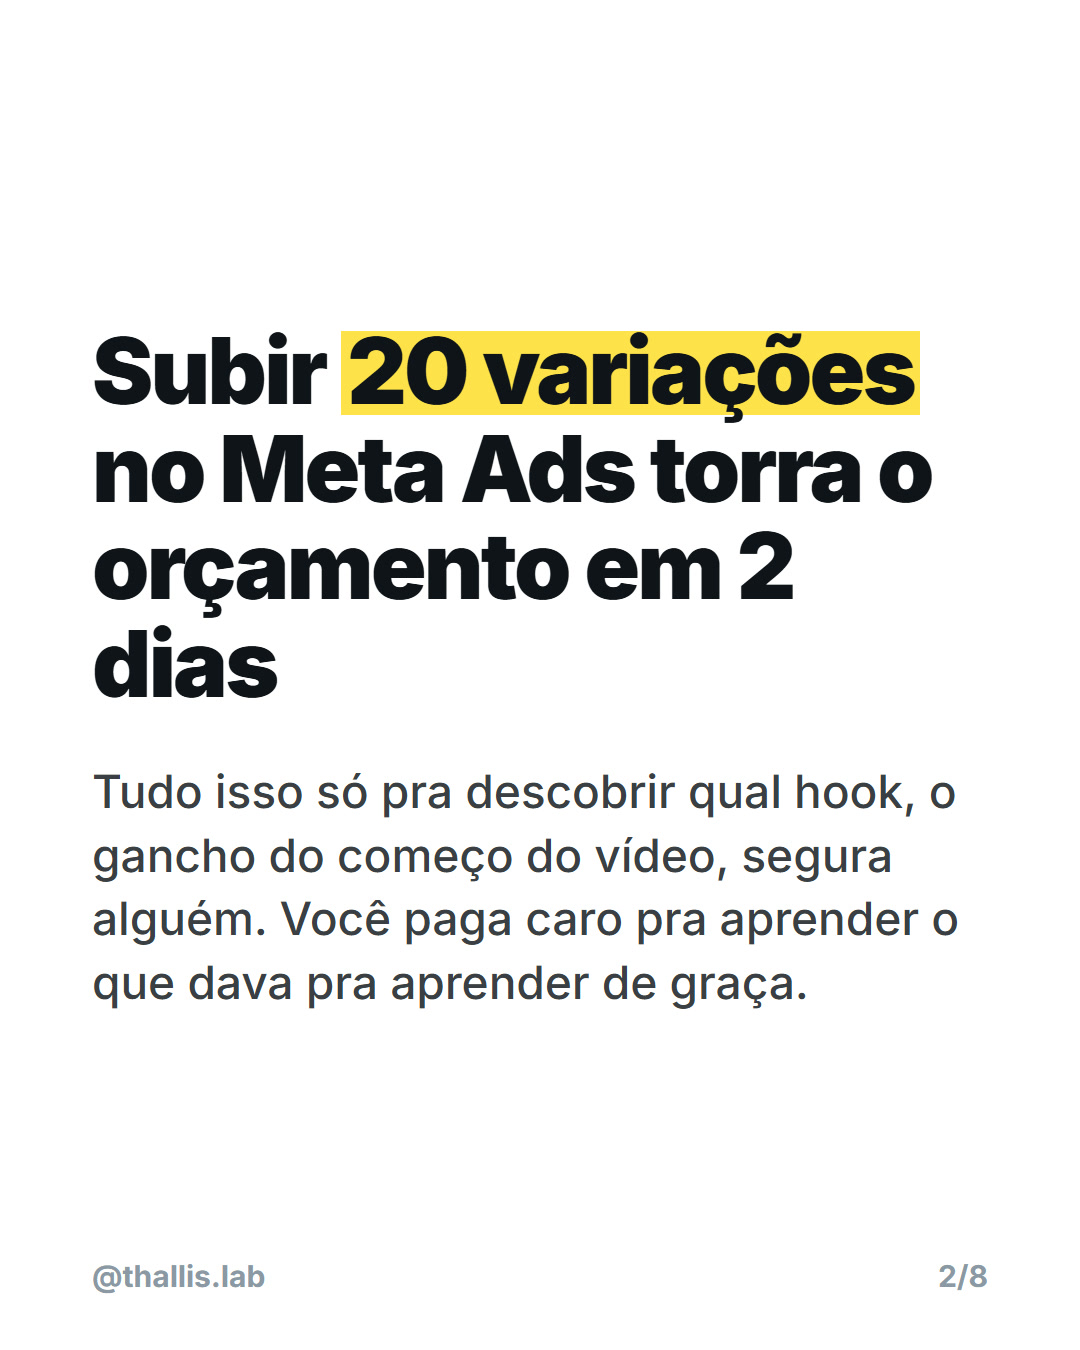 Subir 20 variações
no Meta Ads torra o
orçamento em 2
dias
Tudo isso só pra descobrir qual hook, o
gancho do começo do vídeo, segura
alguém. Você paga caro pra aprender o
que dava pra aprender de graça.
@thallis.lab
2/8